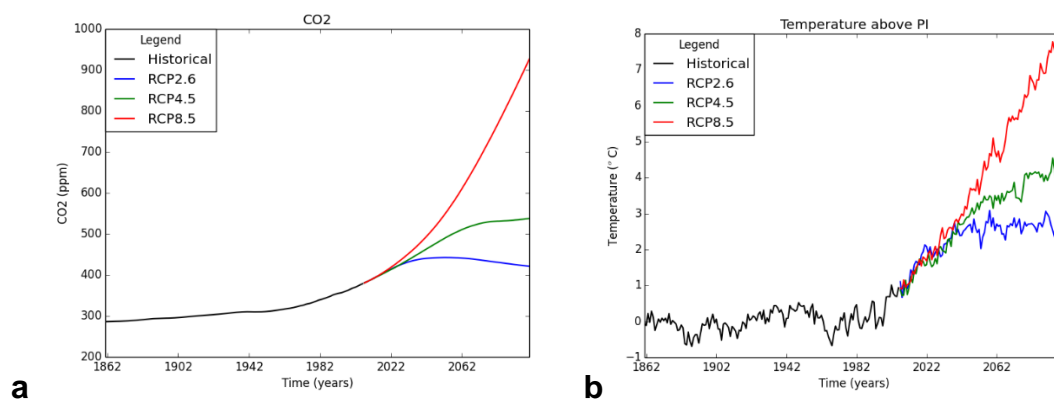 CO2
Legend
Historical
RCP2.6
RCP4.5
RCP8.5
CO2 (ppm)
1000
900
800
700
600
500
400
300
200
1862 1902 1942 1982 2022 2062
Time (years)
a
Temperature above PI
Legend
Historical
RCP2.6
RCP4.5
RCP8.5
Temperature (° C)
8
7
6
5
4
3
2
1
0
−1
1862 1902 1942 1982 2022 2062
Time (years)
b